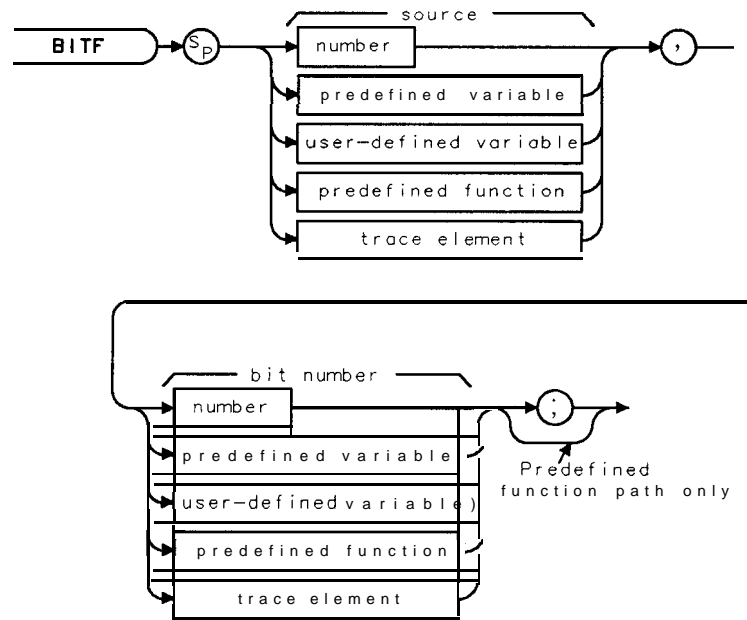 source
BITF SP number ,
predefined variable
user-defined variable
predefined function
trace element
bit number
number ;
predefined variable
Predefined
function path only
user-defined variable)
predefined function
trace element